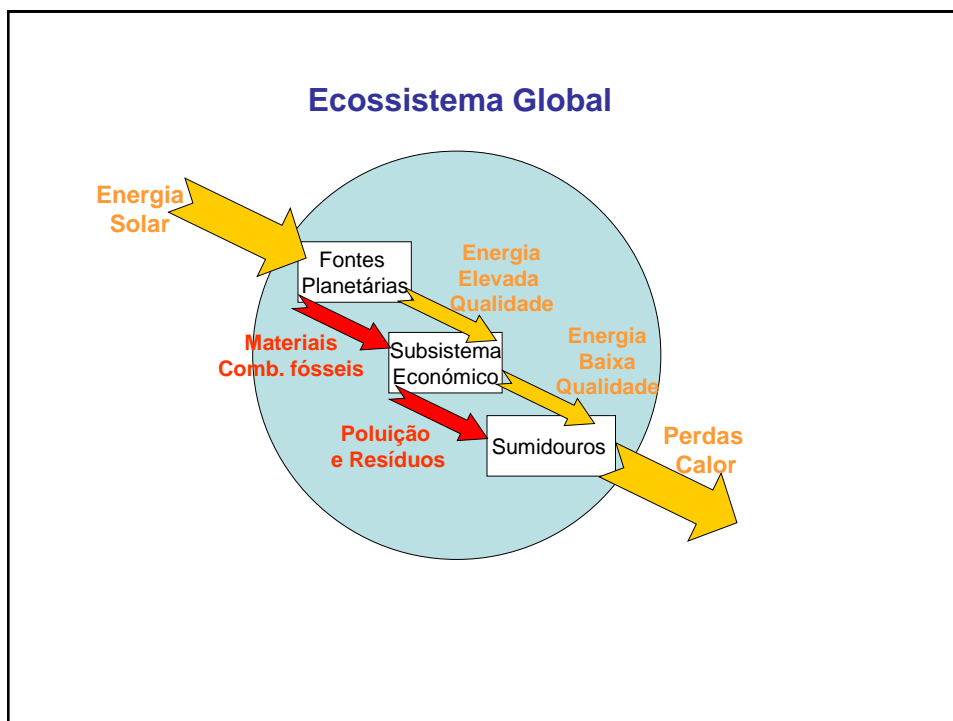 Ecossistema Global
Energia
Solar
Fontes
Planetárias
Energia
Elevada
Qualidade
Materiais
Comb. fósseis
Subsistema
Económico
Energia
Baixa
Qualidade
Poluição
e Resíduos
Sumidouros
Perdas
Calor